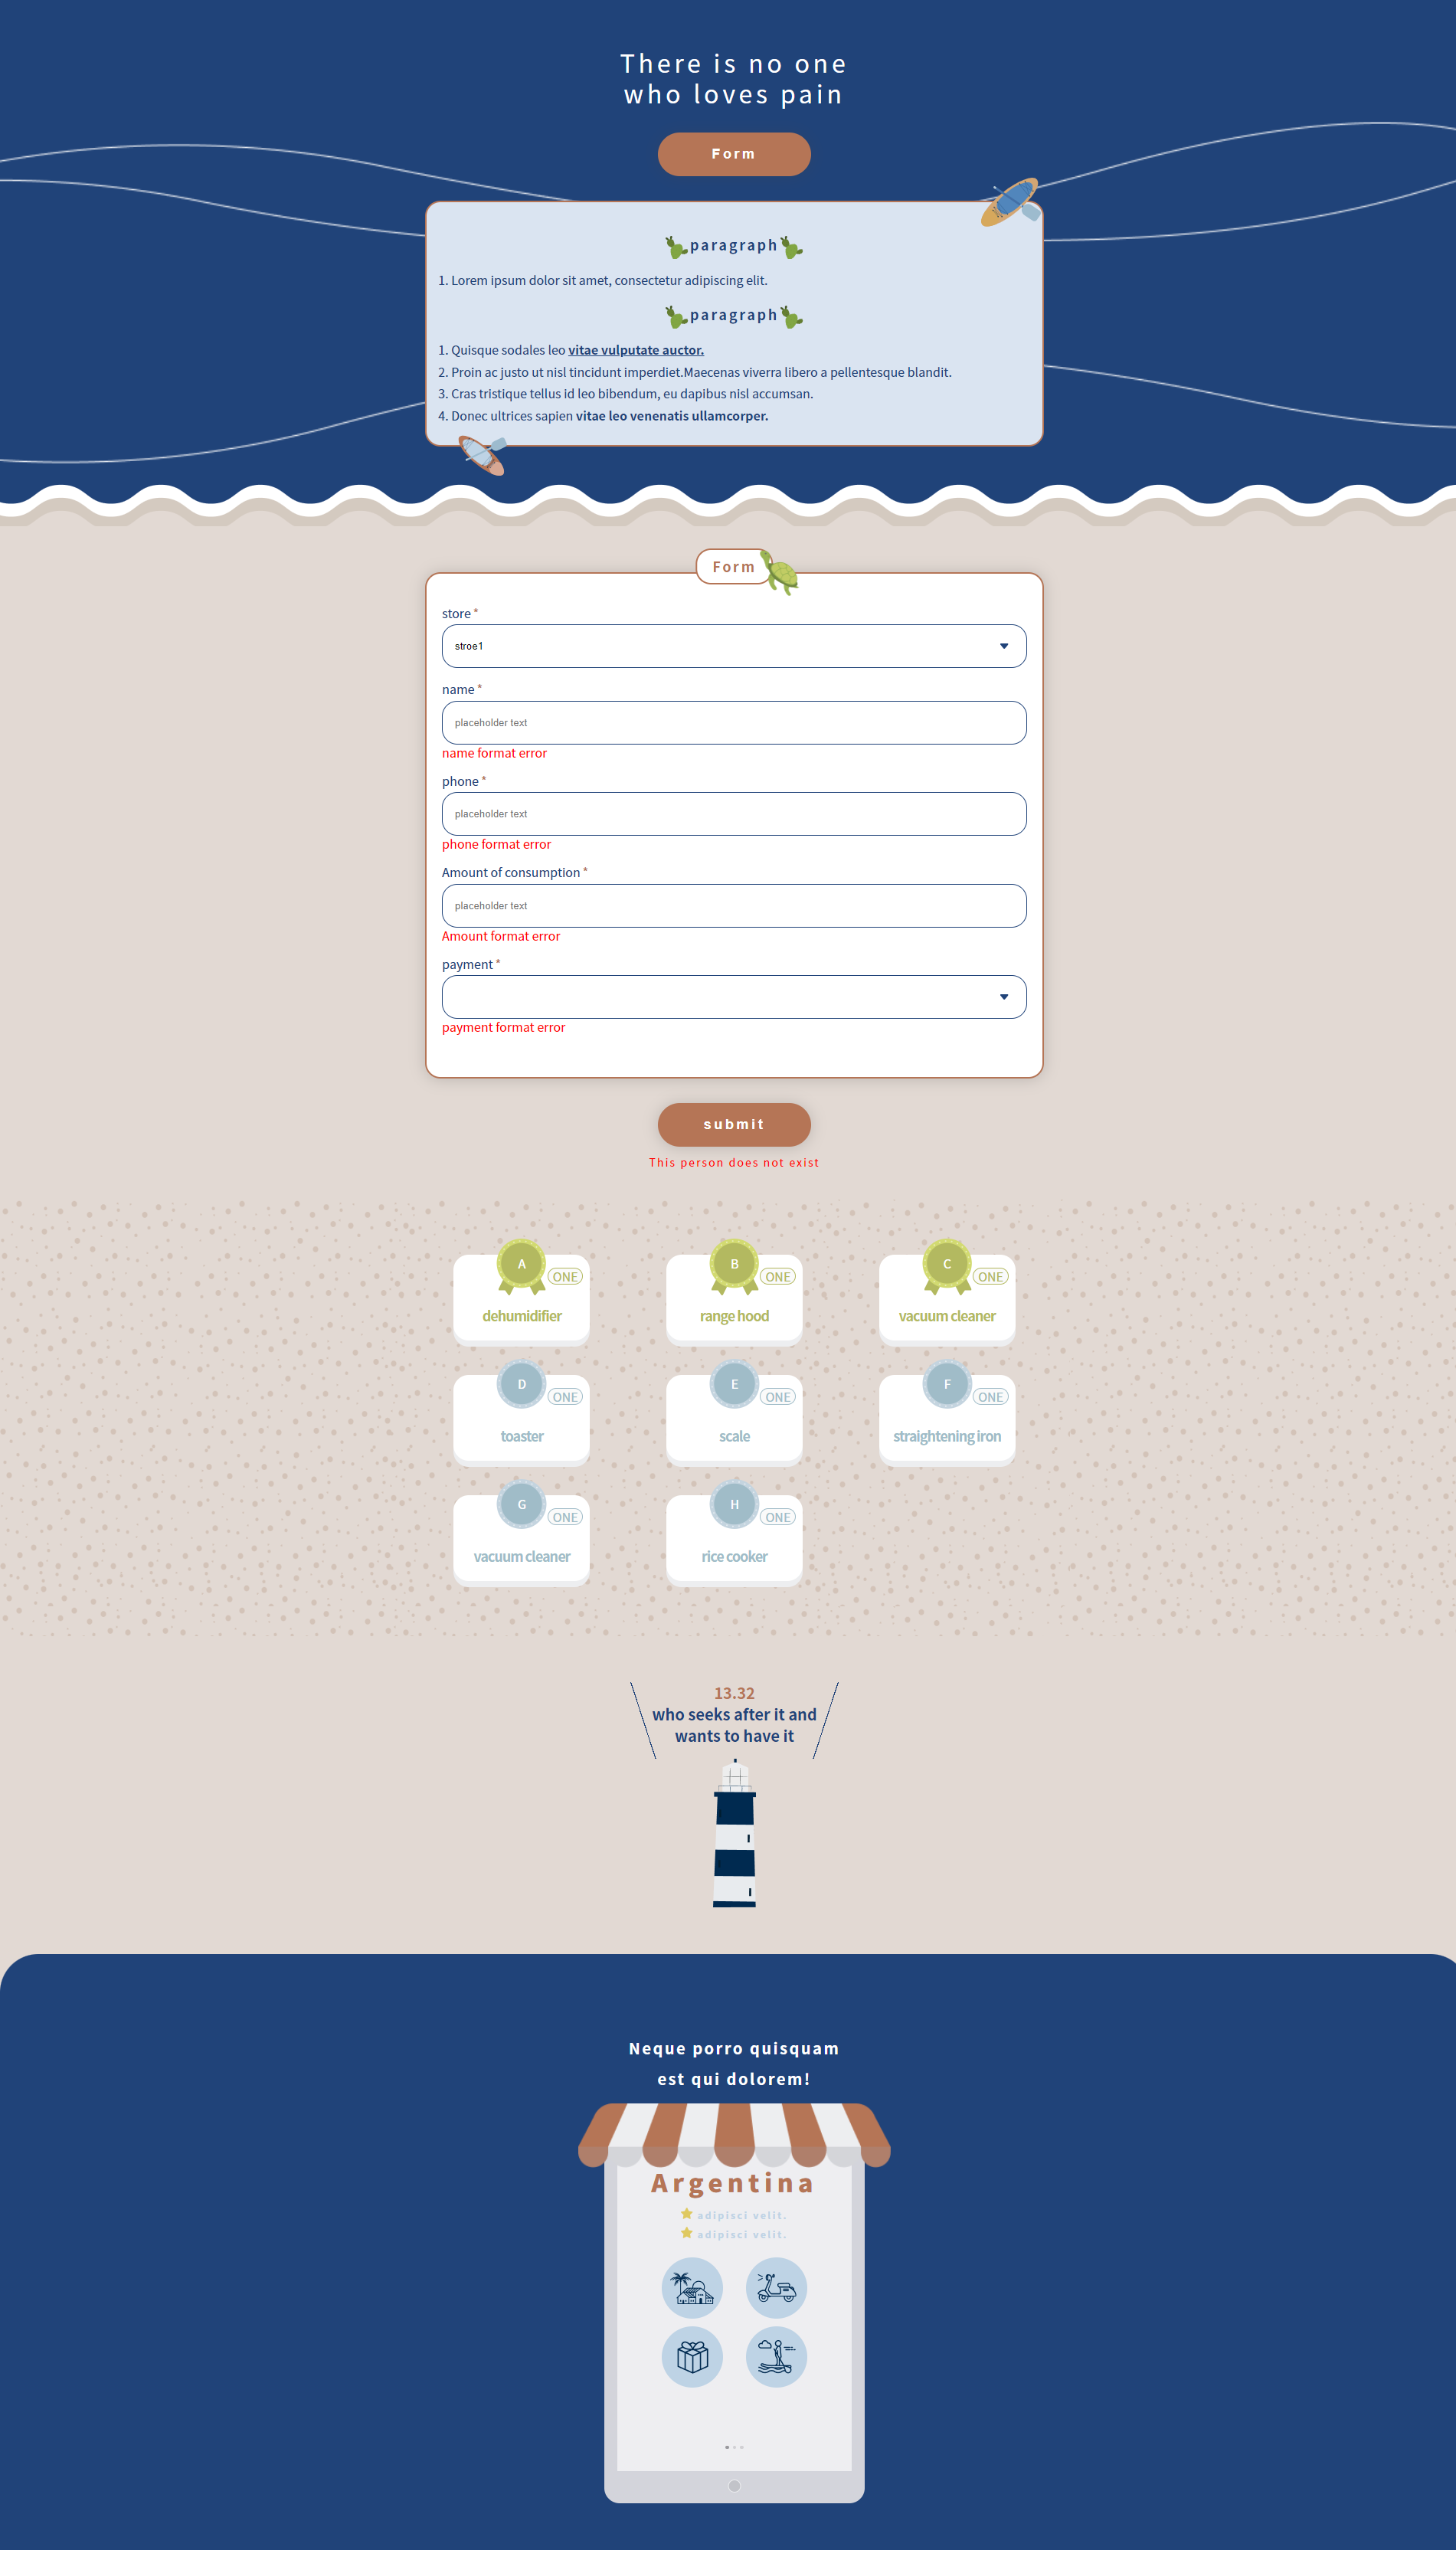 There is no one
who loves pain
Form
paragraph
1. Lorem ipsum dolor sit amet, consectetur adipiscing elit.
paragraph
1. Quisque sodales leo vitae vulputate auctor.
2. Proin ac justo ut nisl tincidunt imperdiet.Maecenas viverra libero a pellentesque blandit.
3. Cras tristique tellus id leo bibendum, eu dapibus nisl accumsan.
4. Donec ultrices sapien vitae leo venenatis ullamcorper.
Form
store *
stroe1
name *
placeholder text
name format error
phone *
placeholder text
phone format error
Amount of consumption *
placeholder text
Amount format error
payment *
payment format error
submit
This person does not exist
A
ONE
dehumidifier
B
ONE
range hood
C
ONE
vacuum cleaner
D
ONE
toaster
E
ONE
scale
F
ONE
straightening iron
G
ONE
vacuum cleaner
H
ONE
rice cooker
13.32
who seeks after it and
wants to have it
Neque porro quisquam
est qui dolorem!
Argentina
adipisci velit.
adipisci velit.